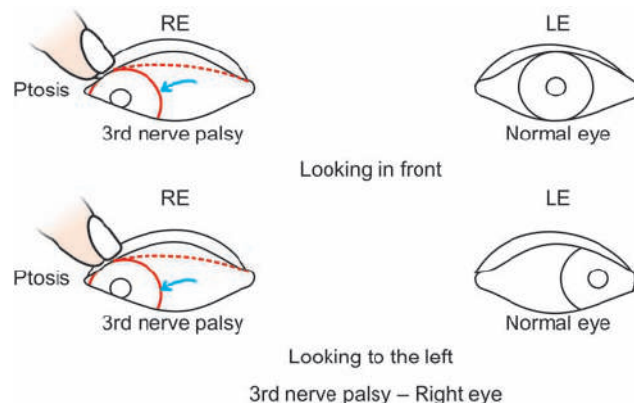 RE LE
Ptosis
3rd nerve palsy Normal eye
Looking in front
RE LE
Ptosis
3rd nerve palsy Normal eye
Looking to the left
3rd nerve palsy – Right eye